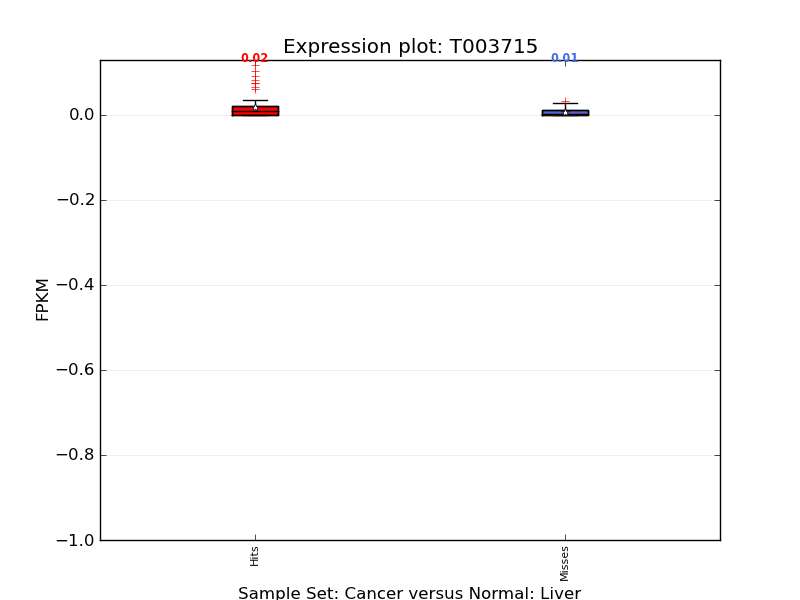 Expression plot: T003715
0.02
0.01
0.0
−0.2
−0.4
−0.6
−0.8
−1.0
FPKM
Hits
Misses
Sample Set: Cancer versus Normal: Liver